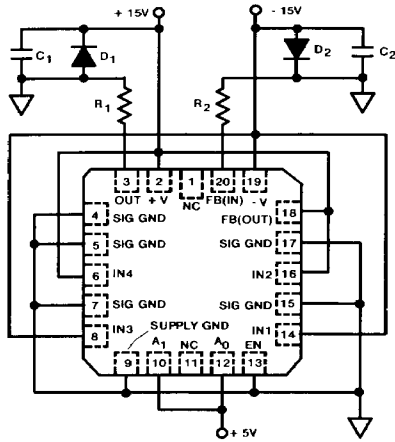 + 15V
- 15V
C1
D1
D2
C2
R1
R2
3
2
1
20
19
OUT
+ V
NC
FB(IN)
- V
4
SIG GND
FB(OUT)
18
5
SIG GND
SIG GND
17
6
IN4
IN2
16
7
SIG GND
SIG GND
15
8
IN3
SUPPLY GND
IN1
14
A1
NC
A0
EN
9
10
11
12
13
+ 5V